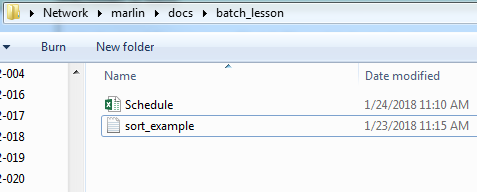 Network ▸ marlin ▸ docs ▸ batch_lesson
Burn New folder
Name Date modified
2-004
2-016
2-017
2-018
2-019
2-020
Schedule 1/24/2018 11:10 AM
sort_example 1/23/2018 11:15 AM